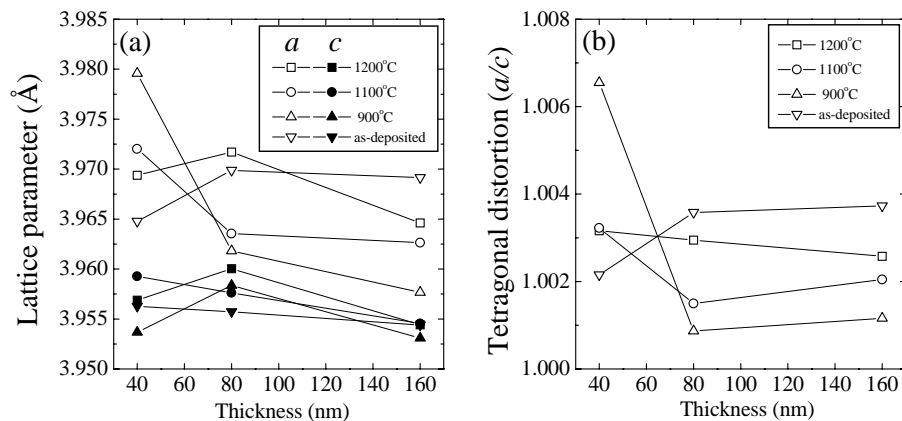 (a)
Lattice parameter (Å)
3.985
3.980
3.975
3.970
3.965
3.960
3.955
3.950
a c
1200°C
1100°C
900°C
as-deposited
40 60 80 100 120 140 160
Thickness (nm)
(b)
Tetragonal distortion (a/c)
1.008
1.006
1.004
1.002
1.000
1200°C
1100°C
900°C
as-deposited
40 60 80 100 120 140 160
Thickness (nm)